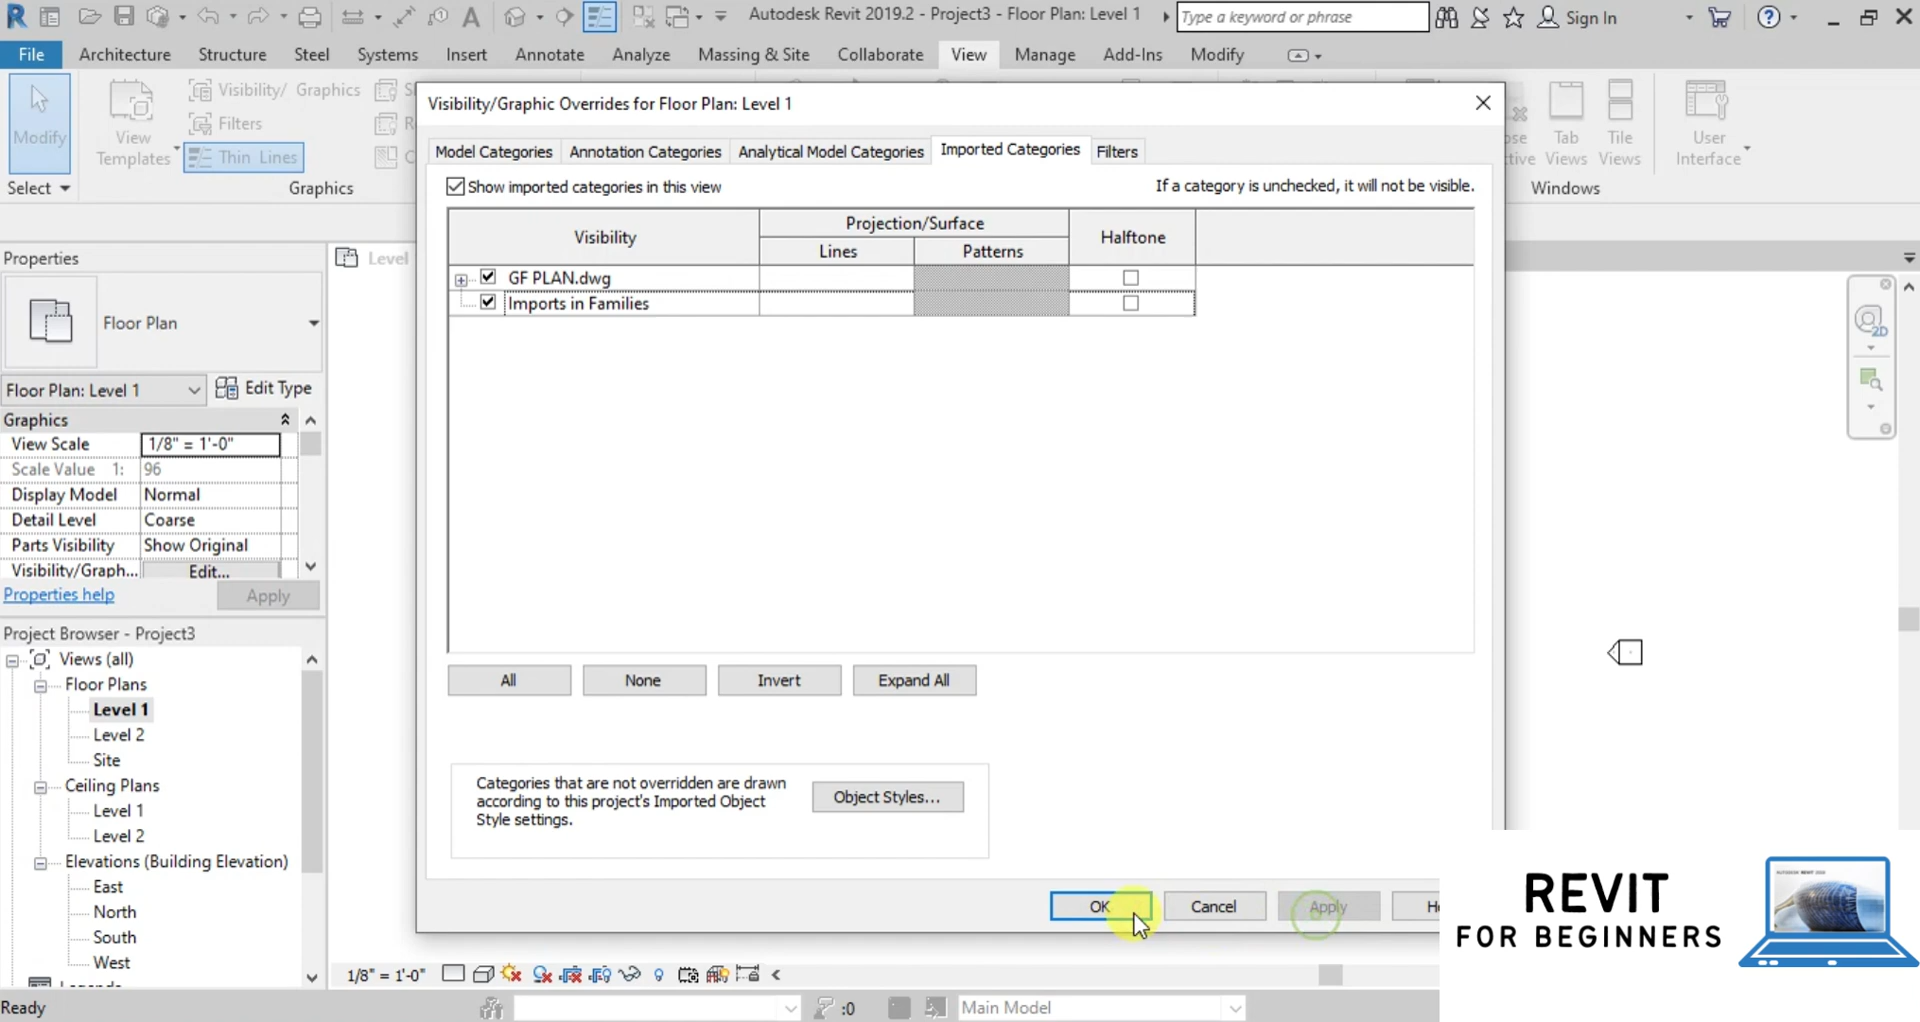 Autodesk Revit 2019.2 - Project3 - Floor Plan: Level 1
Type a keyword or phrase
Sign In
File Architecture Structure Steel Systems Insert Annotate Analyze Massing & Site Collaborate View Manage Add-Ins Modify
Modify
View
Templates
Visibility/ Graphics
Filters
Thin Lines
Tab
Views
Tile
Views
User
Interface
Select
Graphics
Windows
Properties
Floor Plan
Floor Plan: Level 1
Edit Type
Graphics
View Scale 1/8" = 1'-0"
Scale Value 1: 96
Display Model Normal
Detail Level Coarse
Parts Visibility Show Original
Visibility/Graph... Edit...
Properties help
Apply
Project Browser - Project3
Views (all)
Floor Plans
Level 1
Level 2
Site
Ceiling Plans
Level 1
Level 2
Elevations (Building Elevation)
East
North
South
West
Level
Visibility/Graphic Overrides for Floor Plan: Level 1
Model Categories Annotation Categories Analytical Model Categories Imported Categories Filters
Show imported categories in this view
If a category is unchecked, it will not be visible.
Visibility
Projection/Surface
Lines Patterns
Halftone
GF PLAN.dwg
Imports in Families
All None Invert Expand All
Categories that are not overridden are drawn
according to this project's Imported Object
Style settings.
Object Styles...
OK Cancel Apply
2D
REVIT
FOR BEGINNERS
1/8" = 1'-0"
Ready
:0
Main Model